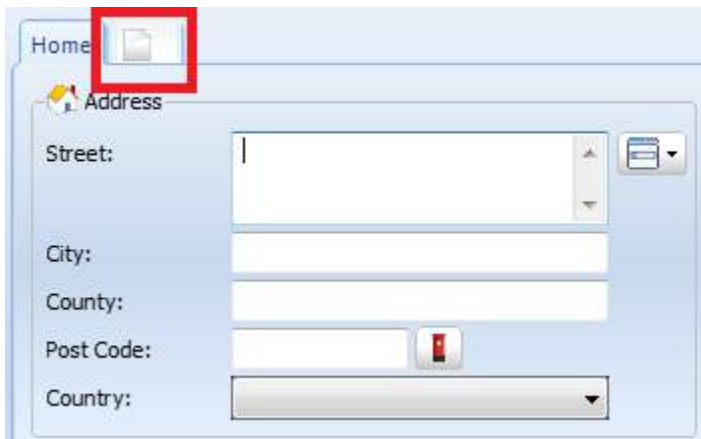 Home
Address
Street:
City:
County:
Post Code:
Country: